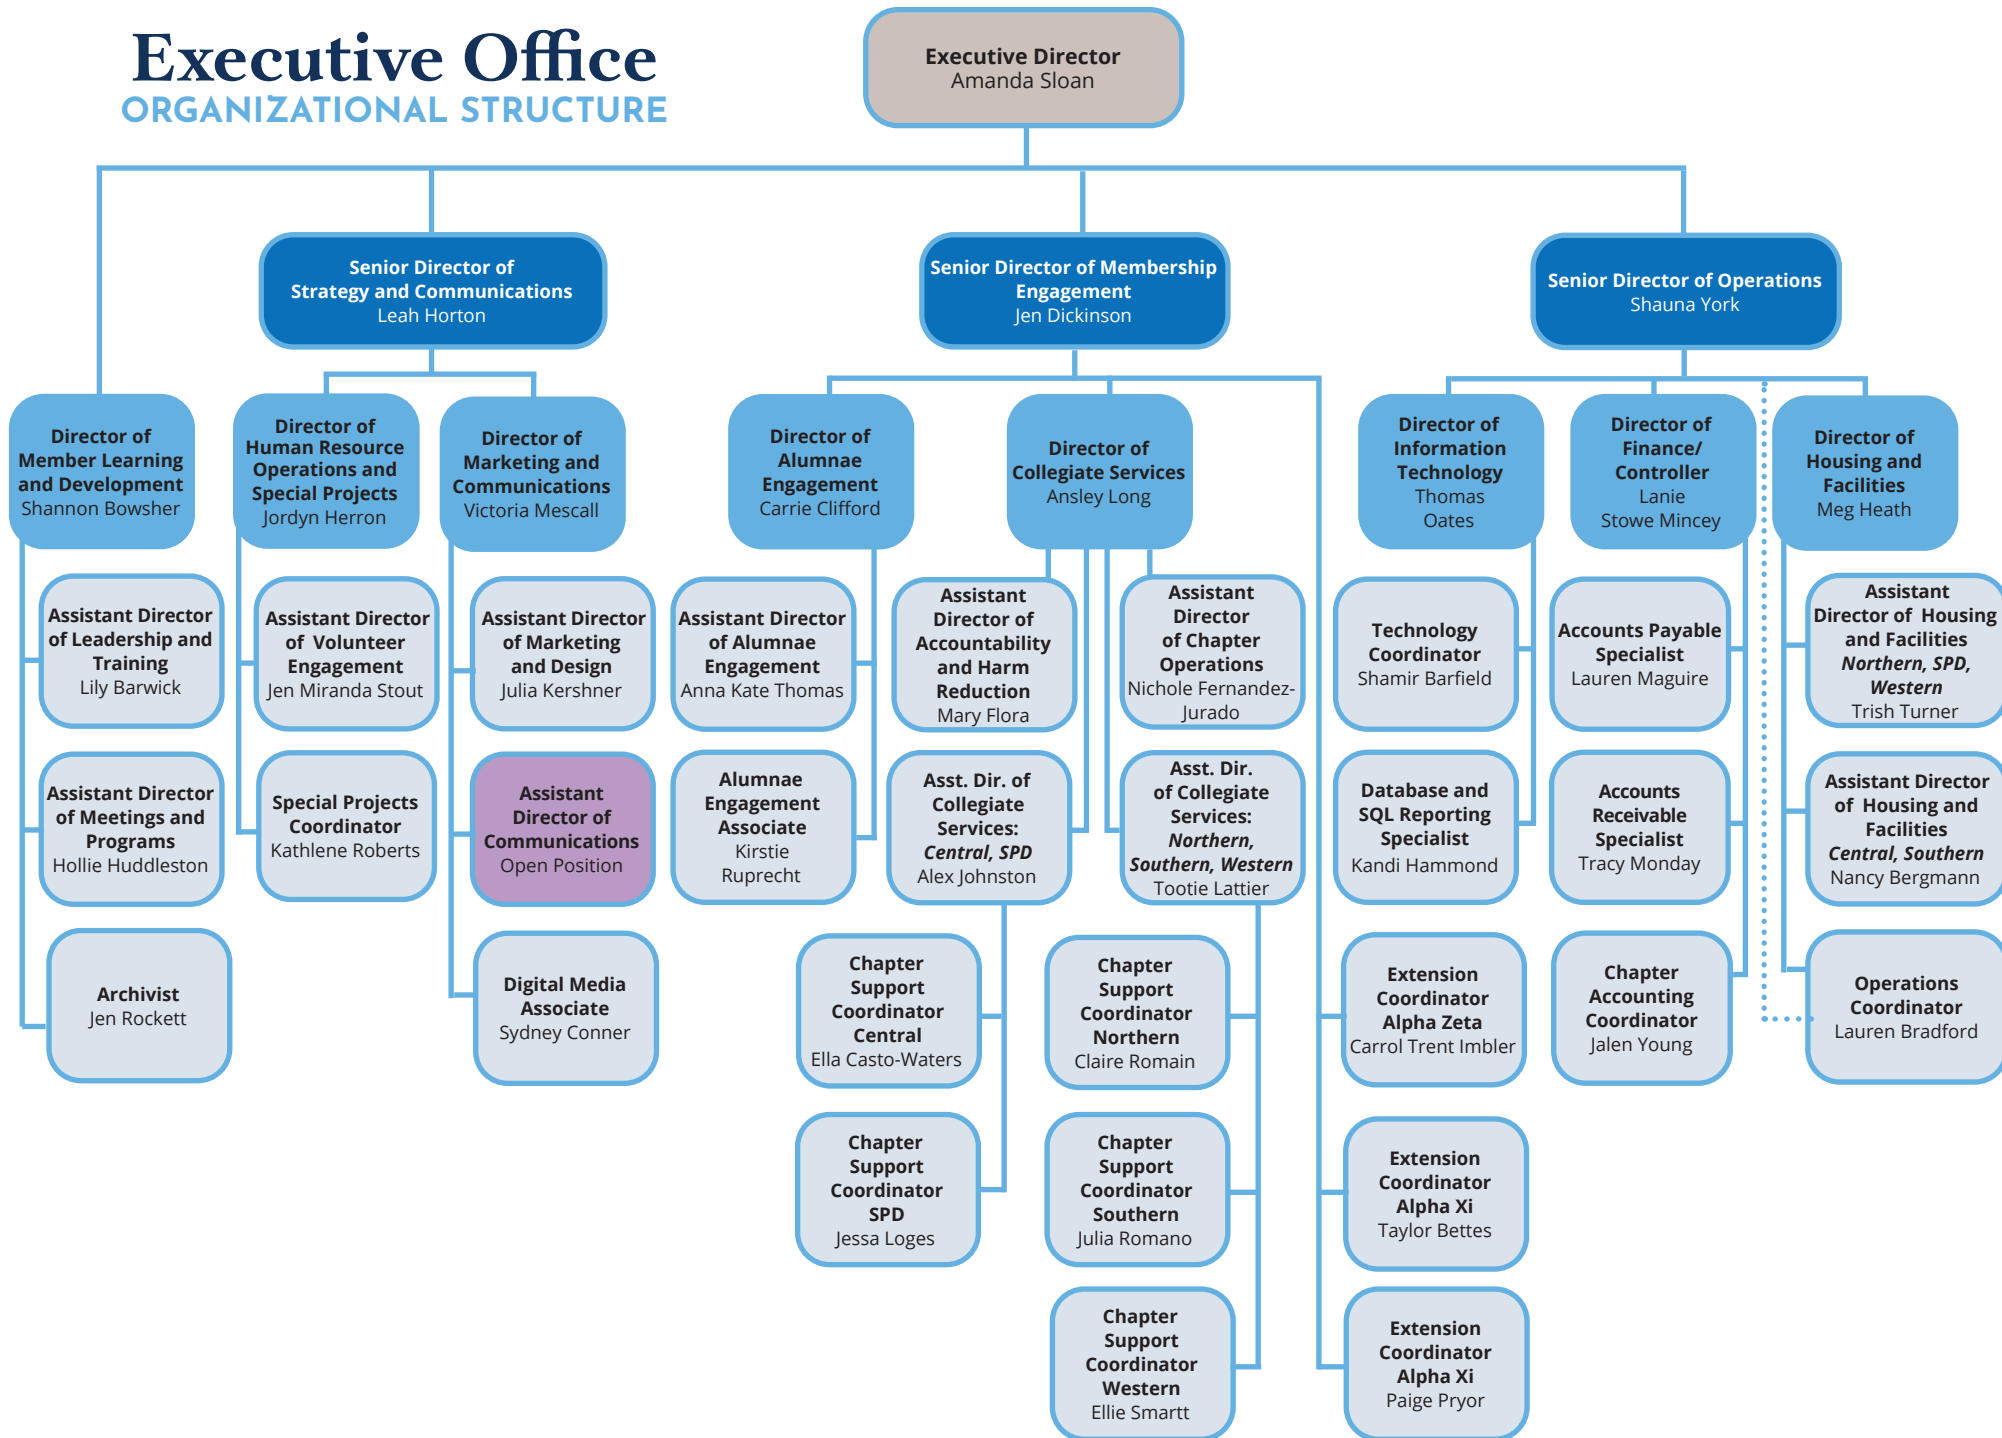 Executive Office
ORGANIZATIONAL STRUCTURE
Executive Director
Amanda Sloan
Senior Director of
Strategy and Communications
Leah Horton
Senior Director of Membership
Engagement
Jen Dickinson
Senior Director of Operations
Shauna York
Director of
Member Learning
and Development
Shannon Bowsher
Director of
Human Resource
Operations and
Special Projects
Jordyn Herron
Director of
Marketing and
Communications
Victoria Mescall
Director of
Alumnae
Engagement
Carrie Clifford
Director of
Collegiate Services
Ansley Long
Director of
Information
Technology
Thomas
Oates
Director of
Finance/
Controller
Lanie
Stowe Mincey
Director of
Housing and
Facilities
Meg Heath
Assistant Director
of Leadership and
Training
Lily Barwick
Assistant Director
of Volunteer
Engagement
Jen Miranda Stout
Assistant Director
of Marketing
and Design
Julia Kershner
Assistant Director
of Alumnae
Engagement
Anna Kate Thomas
Assistant
Director of
Accountability
and Harm
Reduction
Mary Flora
Assistant
Director
of Chapter
Operations
Nichole Fernandez-
Jurado
Technology
Coordinator
Shamir Barfield
Accounts Payable
Specialist
Lauren Maguire
Assistant
Director of Housing
and Facilities
Northern, SPD,
Western
Trish Turner
Assistant Director
of Meetings and
Programs
Hollie Huddleston
Special Projects
Coordinator
Kathlene Roberts
Assistant
Director of
Communications
Open Position
Alumnae
Engagement
Associate
Kirstie
Ruprecht
Asst. Dir. of
Collegiate
Services:
Central, SPD
Alex Johnston
Asst. Dir.
of Collegiate
Services:
Northern,
Southern, Western
Tootie Lattier
Database and
SQL Reporting
Specialist
Kandi Hammond
Accounts
Receivable
Specialist
Tracy Monday
Assistant Director
of Housing and
Facilities
Central, Southern
Nancy Bergmann
Archivist
Jen Rockett
Digital Media
Associate
Sydney Conner
Chapter
Support
Coordinator
Central
Ella Casto-Waters
Chapter
Support
Coordinator
Northern
Claire Romain
Extension
Coordinator
Alpha Zeta
Carrol Trent Imbler
Chapter
Accounting
Coordinator
Jalen Young
Operations
Coordinator
Lauren Bradford
Chapter
Support
Coordinator
SPD
Jessa Loges
Chapter
Support
Coordinator
Southern
Julia Romano
Extension
Coordinator
Alpha Xi
Taylor Bettes
Chapter
Support
Coordinator
Western
Ellie Smartt
Extension
Coordinator
Alpha Xi
Paige Pryor